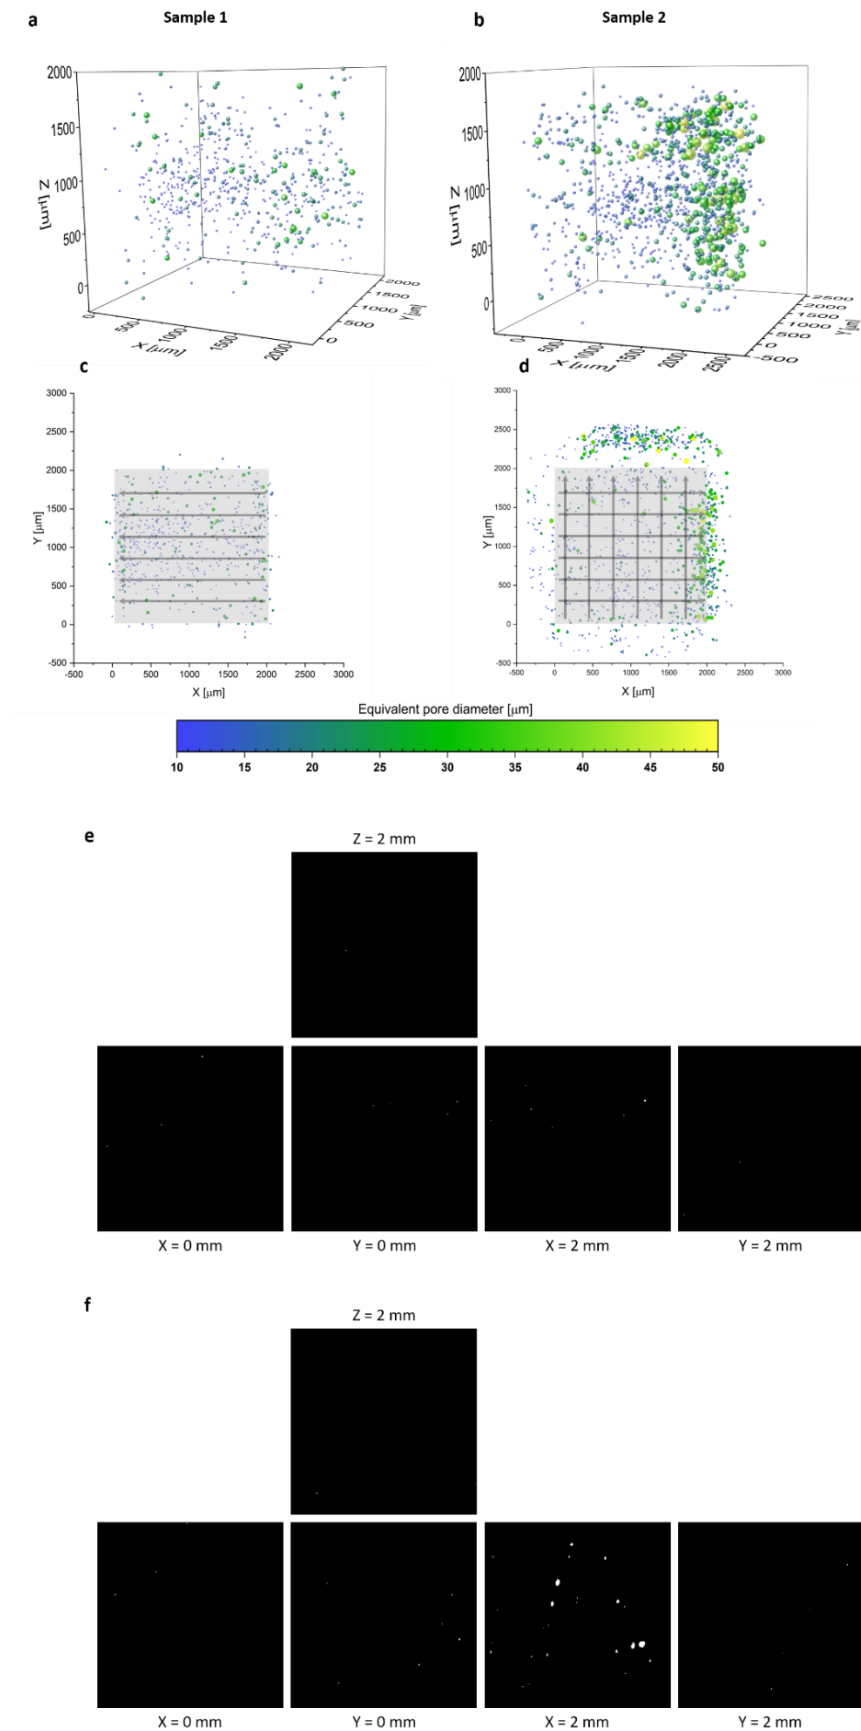 a Sample 1 b Sample 2
2000 2000
1500 1500
1000 1000
Z [μm] Z [μm]
500 500
0 0
2000 2500
1500 2000
1000 1500
500 1000
0 500
Y [μm] 0
-500
Y [μm]
0 500 1000 1500 2000 0 500 1000 1500 2000 2500
X [μm] X [μm]
c d
3000 3000
2500 2500
2000 2000
1500 1500
Y [μm] Y [μm]
1000 1000
500 500
0 0
-500 -500
-500 0 500 1000 1500 2000 2500 3000 -500 0 500 1000 1500 2000 2500 3000
X [μm] X [μm]
Equivalent pore diameter [μm]
10 15 20 25 30 35 40 45 50
e
Z = 2 mm
X = 0 mm Y = 0 mm X = 2 mm Y = 2 mm
f
Z = 2 mm
X = 0 mm Y = 0 mm X = 2 mm Y = 2 mm